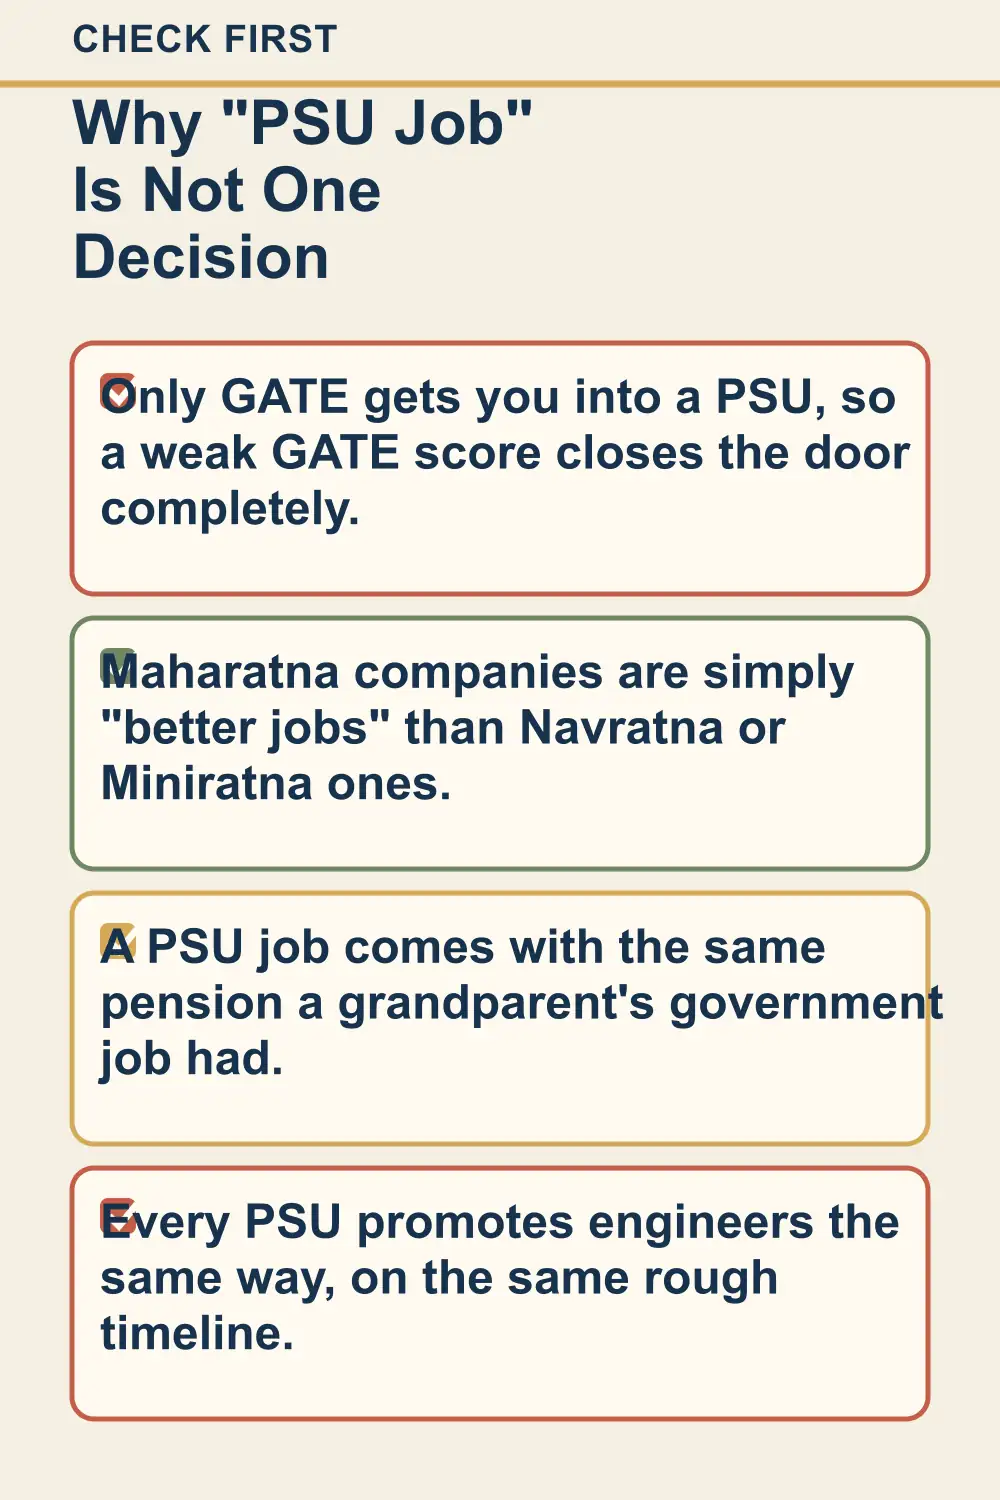 CHECK FIRST
Why "PSU Job"
Is Not One
Decision
Only GATE gets you into a PSU, so
a weak GATE score closes the door
completely.
Maharatna companies are simply
"better jobs" than Navratna or
Miniratna ones.
A PSU job comes with the same
pension a grandparent's government
job had.
Every PSU promotes engineers the
same way, on the same rough
timeline.